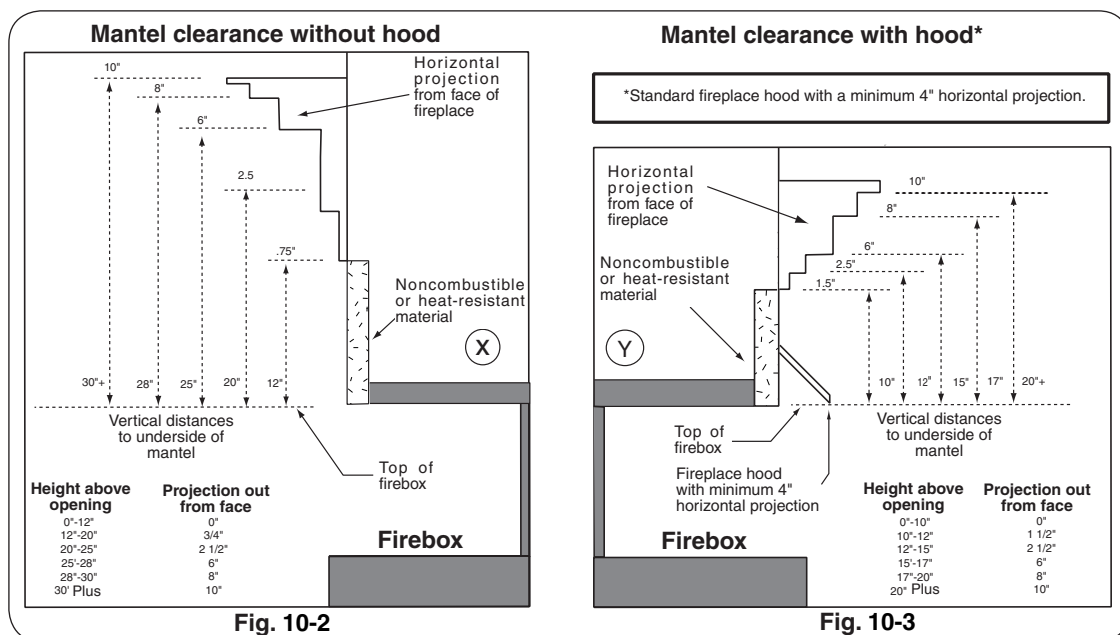 Mantel clearance without hood
10"
8"
6"
2.5
.75"
Horizontal
projection
from face of
fireplace
Noncombustible
or heat-resistant
material
X
30"+
28"
25"
20"
12"
Vertical distances
to underside of
mantel
Top of
firebox
Height above
opening
Projection out
from face
0"-12" 0"
12"-20" 3/4"
20"-25" 2 1/2"
25'-28" 6"
28"-30" 8"
30' Plus 10"
Firebox
Fig. 10-2
Mantel clearance with hood*
*Standard fireplace hood with a minimum 4" horizontal projection.
Horizontal
projection
from face of
fireplace
10"
8"
6"
2.5"
1.5"
Noncombustible
or heat-resistant
material
Y
10"
12"
15"
17"
20"+
Vertical distances
to underside of
mantel
Top of
firebox
Fireplace hood
with minimum 4"
horizontal projection
Height above
opening
Projection out
from face
0"-10" 0"
10"-12" 1 1/2"
12"-15" 2 1/2"
15'-17" 6"
17"-20" 8"
20" Plus 10"
Firebox
Fig. 10-3